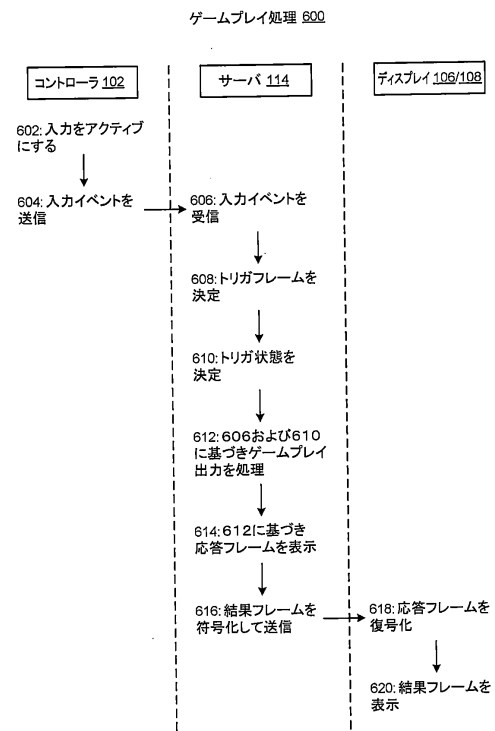 ゲームプレイ処理 600
コントローラ 102
サーバ 114
ディスプレイ 106/108
602:入力をアクティブ
にする
604:入力イベントを
送信
606:入力イベントを
受信
608:トリガフレームを
決定
610:トリガ状態を
決定
612:606および610
に基づきゲームプレイ
出力を処理
614:612に基づき
応答フレームを表示
616:結果フレームを
符号化して送信
618:応答フレームを
復号化
620:結果フレームを
表示